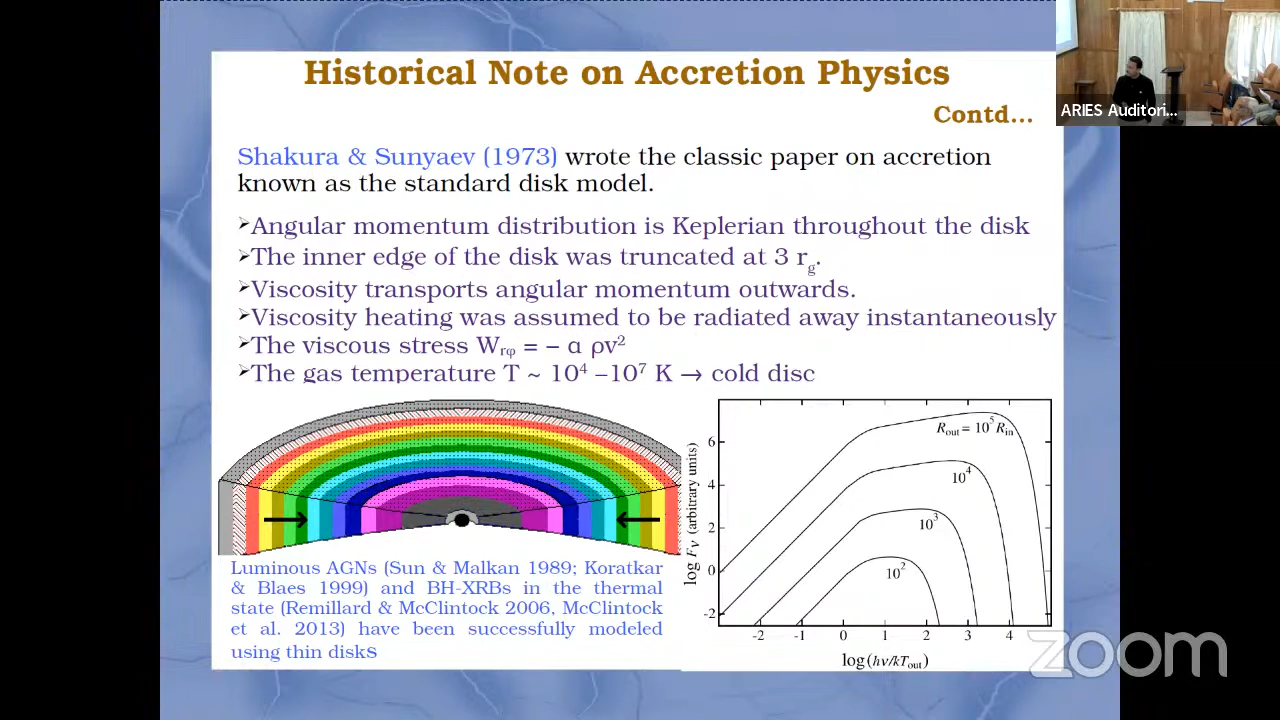 Historical Note on Accretion Physics
Contd...
ARIES Auditori...
Shakura & Sunyaev (1973) wrote the classic paper on accretion
known as the standard disk model.
➢Angular momentum distribution is Keplerian throughout the disk
➢The inner edge of the disk was truncated at 3 r_g.
➢Viscosity transports angular momentum outwards.
➢Viscosity heating was assumed to be radiated away instantaneously
➢The viscous stress Wᵣᵩ = − α ρv²
➢The gas temperature T ~ 10⁴ –10⁷ K → cold disc
Luminous AGNs (Sun & Malkan 1989; Koratkar
& Blaes 1999) and BH-XRBs in the thermal
state (Remillard & McClintock 2006, McClintock
et al. 2013) have been successfully modeled
using thin disks
log F_ν (arbitrary units)
6
4
2
0
-2
R_out = 10⁵ R_in
10⁴
10³
10²
-2 -1 0 1 2 3 4
log (hν/kT_out)
zoom